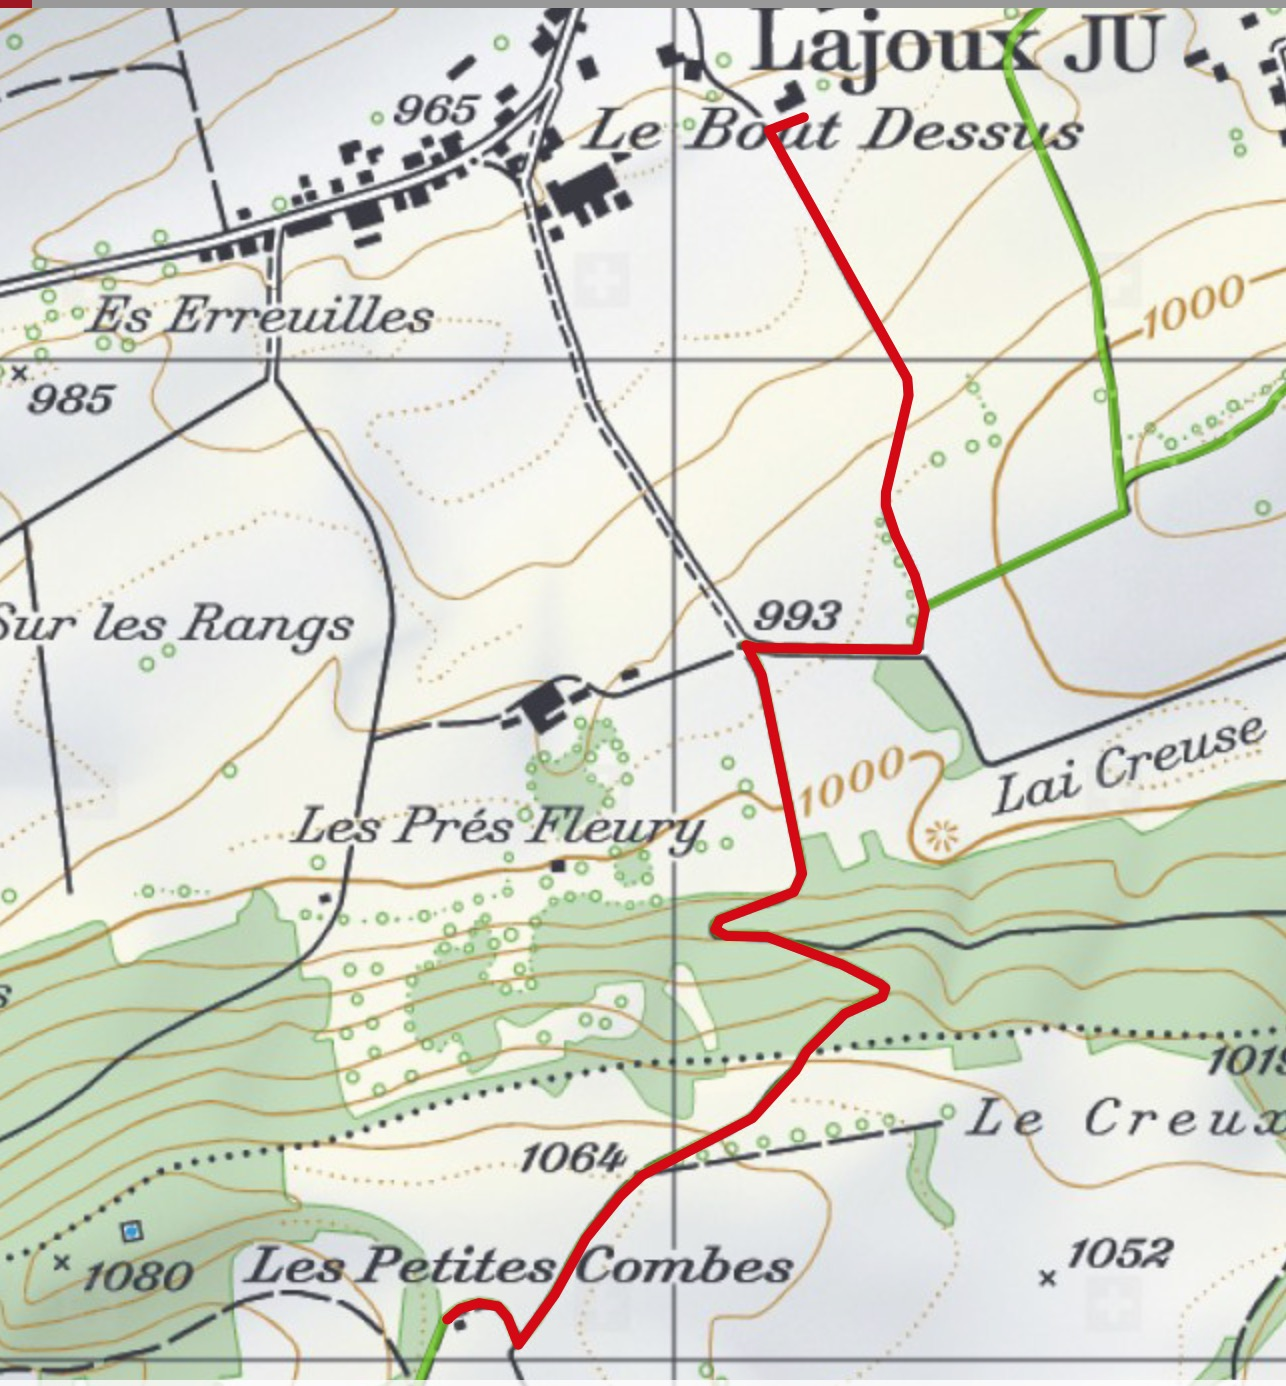 Lajoux JU
965
Le Bout Dessus
1000
Es Erreuilles
985
993
Sur les Rangs
1000
Lai Creuse
Les Prés Fleury
1019
Le Creux
1064
1052
Les Petites Combes
1080